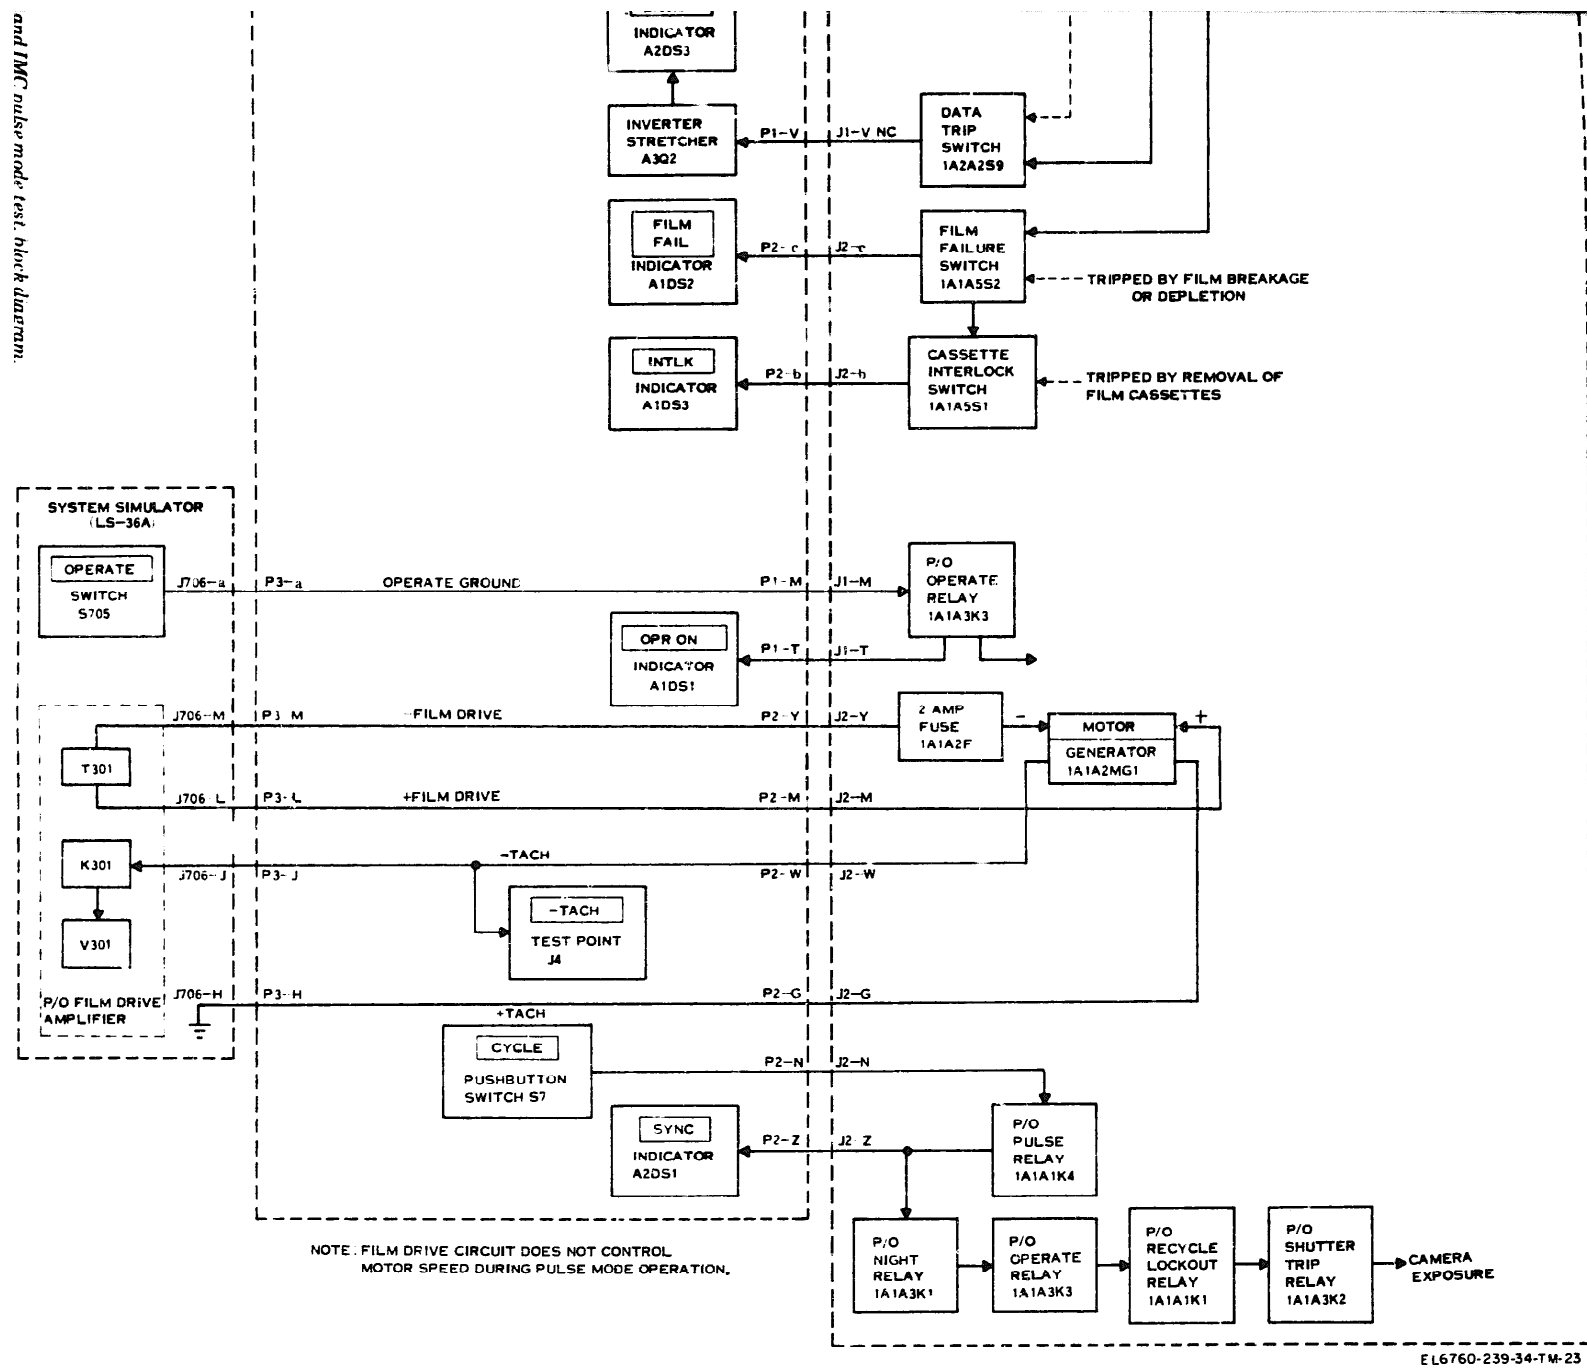 and IMC pulse mode test, block diagram.
INDICATOR
A2DS3
INVERTER
STRETCHER
A3Q2
P1-V
J1-V NC
DATA
TRIP
SWITCH
1A2A2S9
FILM
FAIL
INDICATOR
A1DS2
P2-c
J2-c
FILM
FAILURE
SWITCH
1A1A5S2
TRIPPED BY FILM BREAKAGE
OR DEPLETION
INTLK
INDICATOR
A1DS3
P2-b
J2-b
CASSETTE
INTERLOCK
SWITCH
1A1A5S1
TRIPPED BY REMOVAL OF
FILM CASSETTES
SYSTEM SIMULATOR
(LS-36A)
OPERATE
SWITCH
S705
J706-a
P3-a
OPERATE GROUND
P1-M
J1-M
P/O
OPERATE
RELAY
1A1A3K3
OPR ON
INDICATOR
A1DS1
P1-T
J1-T
J706-M
P3-M
-FILM DRIVE
P2-Y
J2-Y
2 AMP
FUSE
1A1A2F
-
MOTOR
+
GENERATOR
1A1A2MG1
T301
J706-L
P3-L
+FILM DRIVE
P2-M
J2-M
K301
J706-J
P3-J
-TACH
P2-W
J2-W
V301
-TACH
TEST POINT
J4
P/O FILM DRIVE
AMPLIFIER
J706-H
P3-H
+TACH
P2-G
J2-G
CYCLE
PUSHBUTTON
SWITCH S7
P2-N
J2-N
P/O
PULSE
RELAY
1A1A1K4
SYNC
INDICATOR
A2DS1
P2-Z
J2-Z
P/O
NIGHT
RELAY
1A1A3K1
P/O
OPERATE
RELAY
1A1A3K3
P/O
RECYCLE
LOCKOUT
RELAY
1A1A1K1
P/O
SHUTTER
TRIP
RELAY
1A1A3K2
CAMERA
EXPOSURE
NOTE: FILM DRIVE CIRCUIT DOES NOT CONTROL
MOTOR SPEED DURING PULSE MODE OPERATION.
EL6760-239-34-TM-23